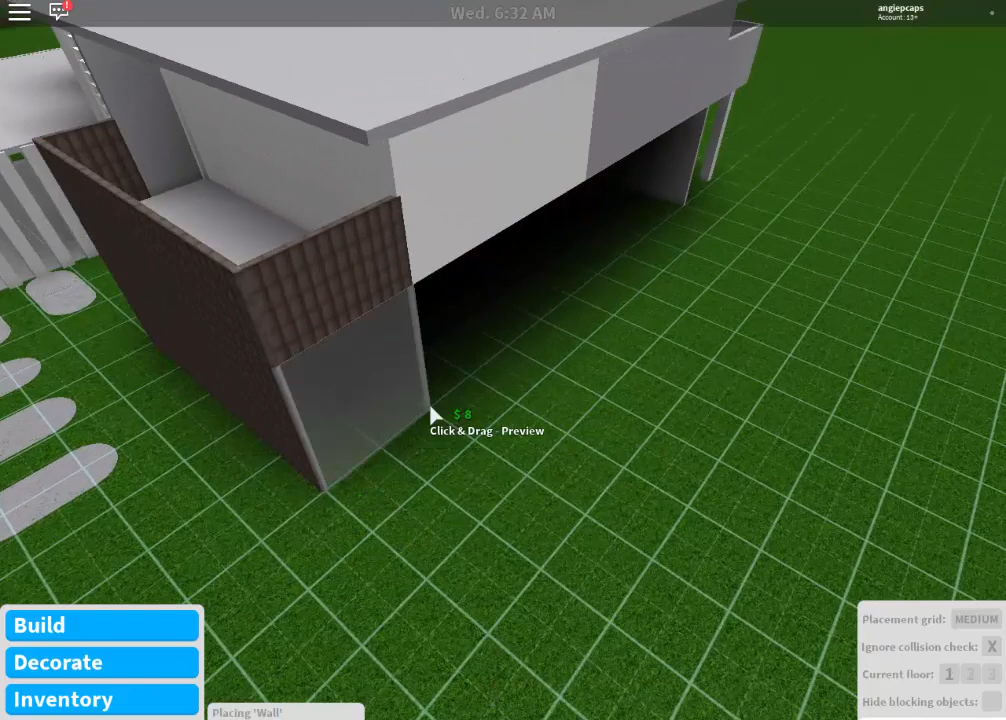 Wed. 6:32 AM
angiepcaps
Account: 13+
$ 8
Click & Drag - Preview
Build
Decorate
Inventory
Placing 'Wall'
Placement grid: MEDIUM
Ignore collision check: X
Current floor: 1 2 3
Hide blocking objects: